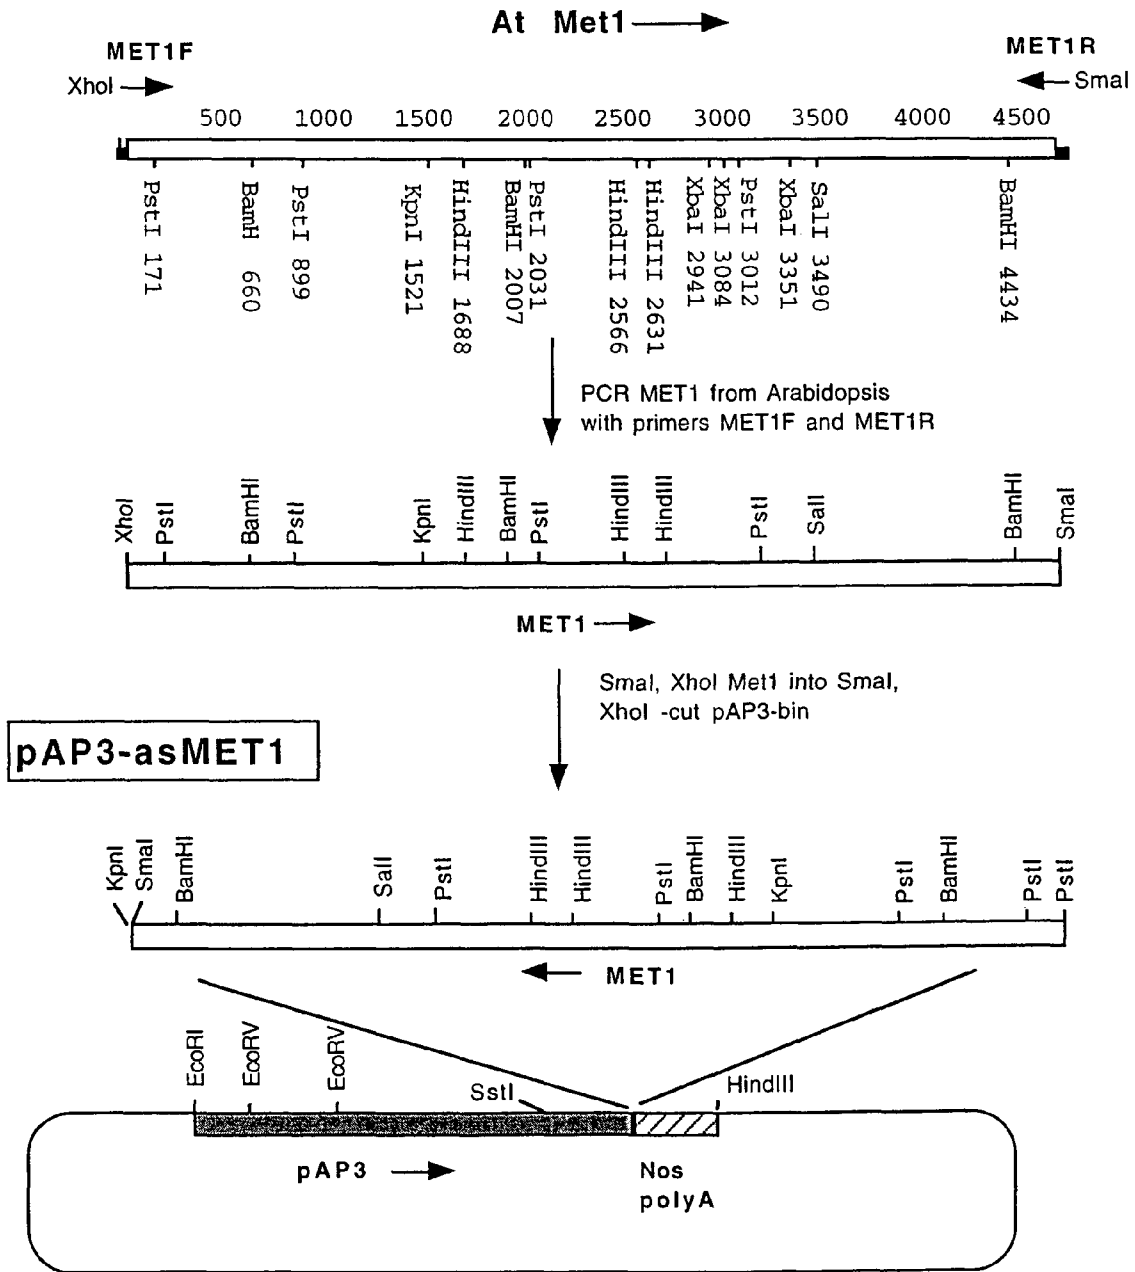 At Met1
MET1F
MET1R
XhoI
SmaI
500 1000 1500 2000 2500 3000 3500 4000 4500
PstI 171
BamH 660
PstI 899
KpnI 1521
HindIII 1688
BamHI 2007
PstI 2031
HindIII 2566
HindIII 2631
XbaI 2941
XbaI 3084
PstI 3012
XbaI 3351
SalI 3490
BamHI 4434
PCR MET1 from Arabidopsis
with primers MET1F and MET1R
XhoI
PstI
BamHI
PstI
KpnI
HindIII
BamHI
PstI
HindIII
HindIII
PstI
SalI
BamHI
SmaI
MET1
SmaI, XhoI Met1 into SmaI,
XhoI -cut pAP3-bin
pAP3-asMET1
KpnI
SmaI
BamHI
SalI
PstI
HindIII
HindIII
PstI
BamHI
HindIII
KpnI
PstI
BamHI
PstI
PstI
MET1
EcoRI
EcoRV
EcoRV
SstI
HindIII
pAP3
Nos
polyA